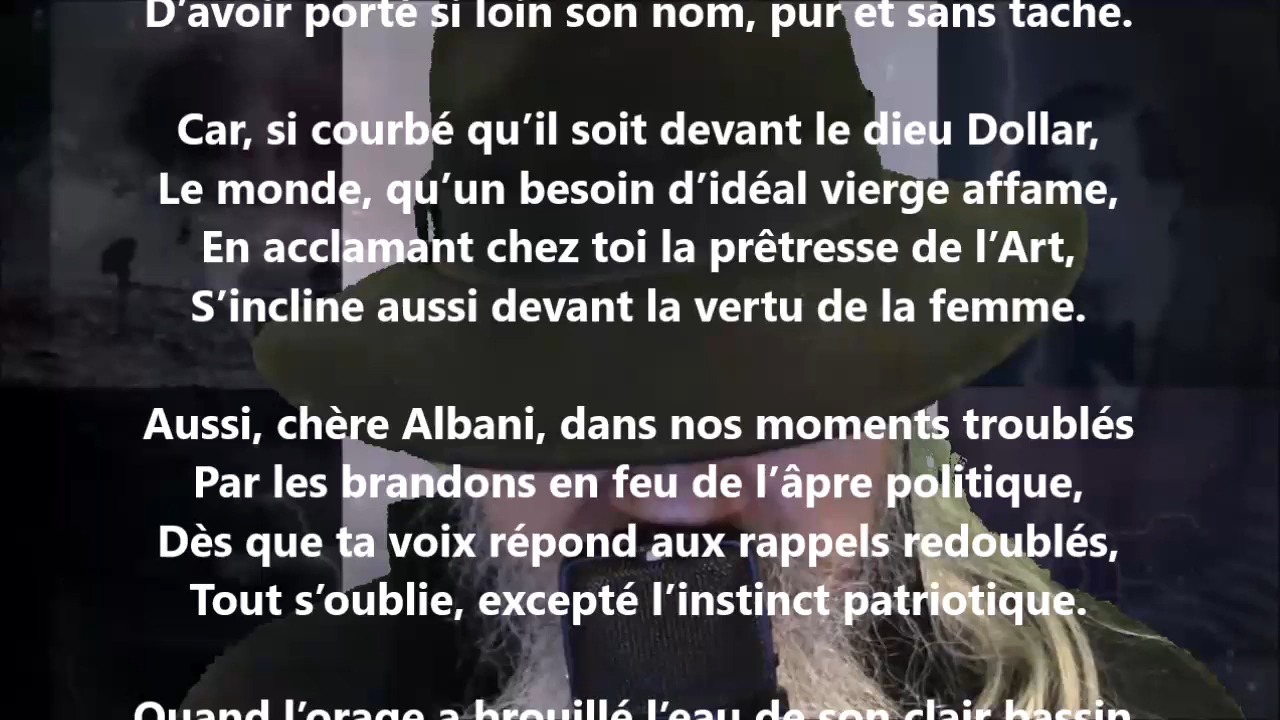 D’avoir porté si loin son nom, pur et sans tache.
Car, si courbé qu’il soit devant le dieu Dollar,
Le monde, qu’un besoin d’idéal vierge affame,
En acclamant chez toi la prêtresse de l’Art,
S’incline aussi devant la vertu de la femme.
Aussi, chère Albani, dans nos moments troublés
Par les brandons en feu de l’âpre politique,
Dès que ta voix répond aux rappels redoublés,
Tout s’oublie, excepté l’instinct patriotique.
Quand l’orage a brouillé l’eau de son clair bassin